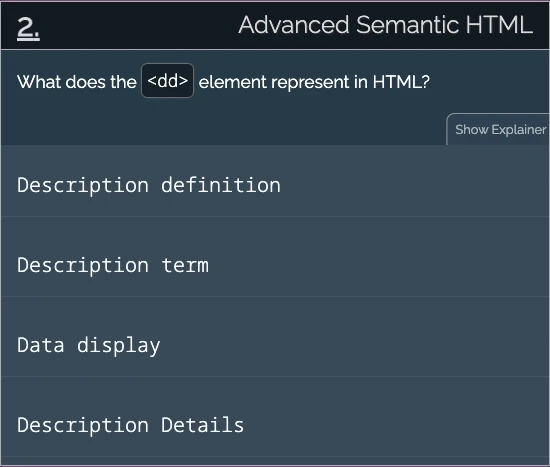 2.
Advanced Semantic HTML
What does the <dd> element represent in HTML?
Show Explainer
Description definition
Description term
Data display
Description Details